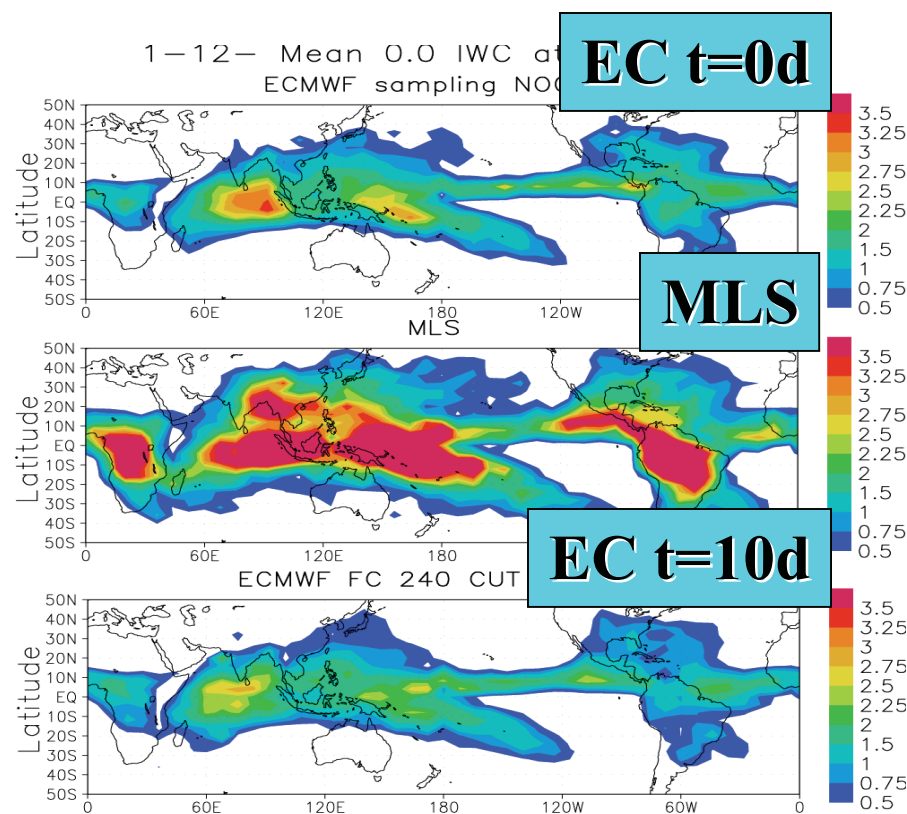 1-12- Mean 0.0 IWC at
EC t=0d
ECMWF sampling NOC
50N
40N
30N
20N
10N
EQ
10S
20S
30S
40S
50S
Latitude
0
60E
120E
180
120W
3.5
3.25
3
2.75
2.5
2.25
2
1.5
1
0.75
0.5
MLS
MLS
50N
40N
30N
20N
10N
EQ
10S
20S
30S
40S
50S
Latitude
0
60E
120E
180
3.5
3.25
3
2.75
2.5
2.25
2
1.5
1
0.75
0.5
EC t=10d
ECMWF FC 240 CUT
50N
40N
30N
20N
10N
EQ
10S
20S
30S
40S
50S
Latitude
0
60E
120E
180
120W
60W
0
3.5
3.25
3
2.75
2.5
2.25
2
1.5
1
0.75
0.5